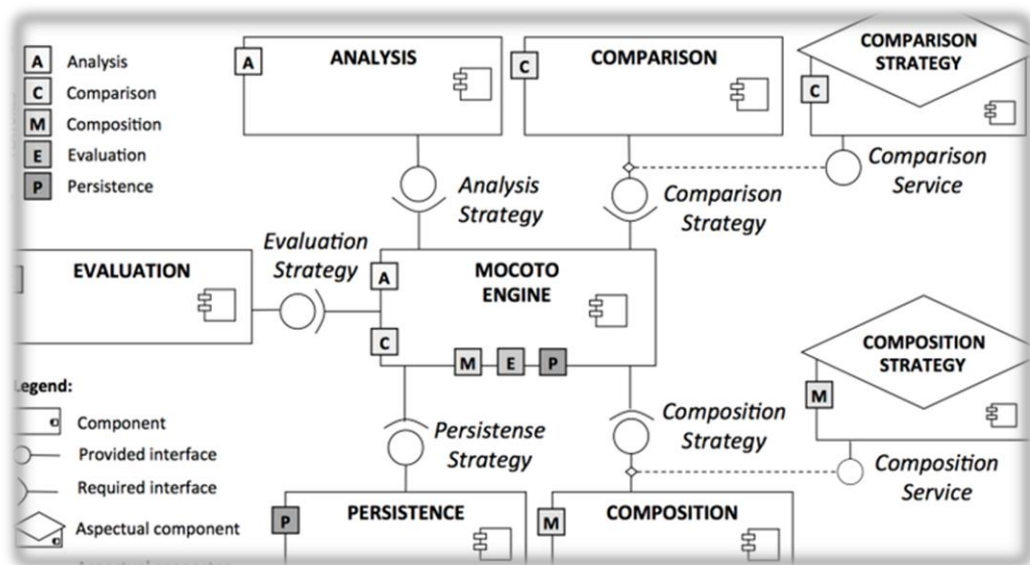 A Analysis
C Comparison
M Composition
E Evaluation
P Persistence
A
ANALYSIS
C
COMPARISON
COMPARISON
STRATEGY
C
Analysis
Strategy
Comparison
Strategy
Comparison
Service
Evaluation
Strategy
EVALUATION
A
MOCOTO
ENGINE
C
M E P
COMPOSITION
STRATEGY
M
Persistense
Strategy
Composition
Strategy
Composition
Service
Legend:
Component
Provided interface
Required interface
Aspectual component
P
PERSISTENCE
M
COMPOSITION